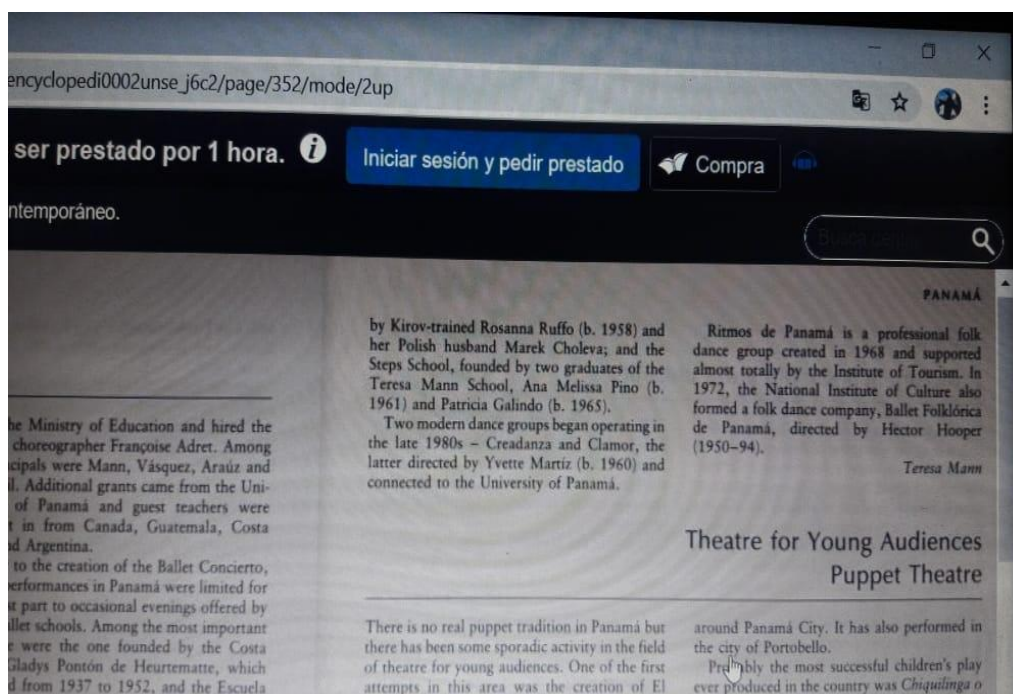 encyclopedi0002unse_j6c2/page/352/mode/2up
ser prestado por 1 hora.
Iniciar sesión y pedir prestado
Compra
ntemporáneo.
PANAMÁ
he Ministry of Education and hired the
choreographer Françoise Adret. Among
cipals were Mann, Vásquez, Araúz and
l. Additional grants came from the Uni-
of Panamá and guest teachers were
t in from Canada, Guatemala, Costa
nd Argentina.
to the creation of the Ballet Concierto,
erformances in Panamá were limited for
st part to occasional evenings offered by
llet schools. Among the most important
e were the one founded by the Costa
Gladys Pontón de Heurtematte, which
d from 1937 to 1952, and the Escuela
by Kirov-trained Rosanna Ruffo (b. 1958) and
her Polish husband Marek Choleva; and the
Steps School, founded by two graduates of the
Teresa Mann School, Ana Melissa Pino (b.
1961) and Patricia Galindo (b. 1965).
Two modern dance groups began operating in
the late 1980s – Creadanza and Clamor, the
latter directed by Yvette Martíz (b. 1960) and
connected to the University of Panamá.
Ritmos de Panamá is a professional folk
dance group created in 1968 and supported
almost totally by the Institute of Tourism. In
1972, the National Institute of Culture also
formed a folk dance company, Ballet Folklórica
de Panamá, directed by Hector Hooper
(1950–94).
Teresa Mann
Theatre for Young Audiences
Puppet Theatre
There is no real puppet tradition in Panamá but
there has been some sporadic activity in the field
of theatre for young audiences. One of the first
attempts in this area was the creation of El
around Panamá City. It has also performed in
the city of Portobello.
Probably the most successful children's play
ever produced in the country was Chiquilinga o